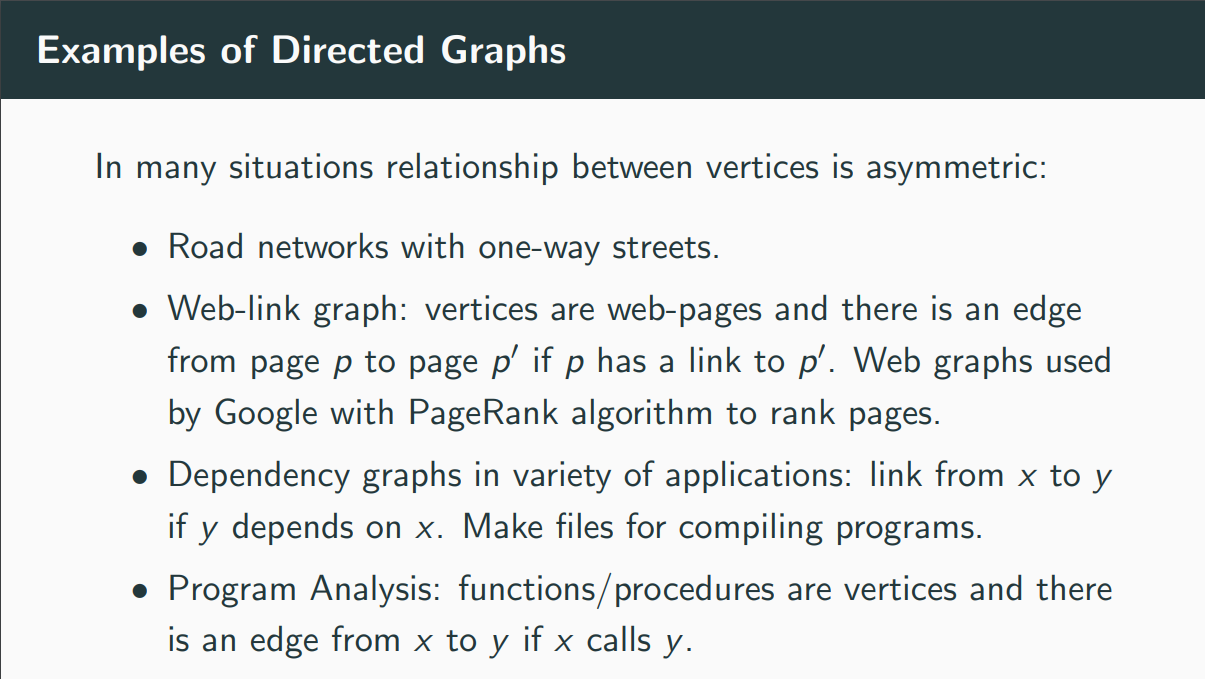 Examples of Directed Graphs
In many situations relationship between vertices is asymmetric:
• Road networks with one-way streets.
• Web-link graph: vertices are web-pages and there is an edge
from page p to page p′ if p has a link to p′. Web graphs used
by Google with PageRank algorithm to rank pages.
• Dependency graphs in variety of applications: link from x to y
if y depends on x. Make files for compiling programs.
• Program Analysis: functions/procedures are vertices and there
is an edge from x to y if x calls y.